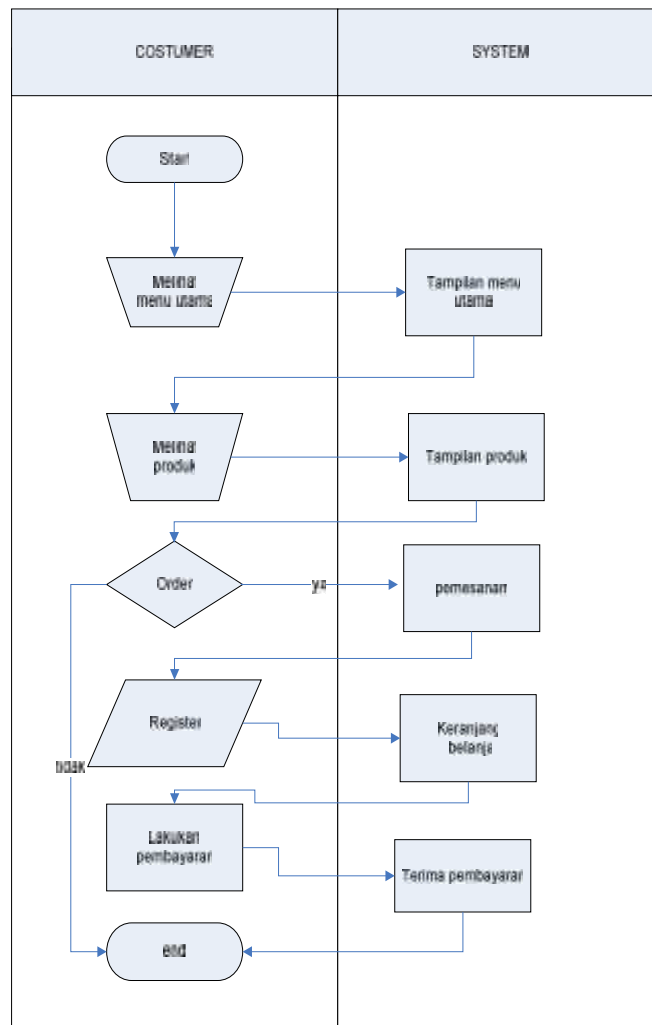 COSTUMER
SYSTEM
Start
Melihat
menu utama
Tampilan menu
utama
Melihat
produk
Tampilan produk
Order
ya
pemesanan
Register
Keranjang
belanja
tidak
Lakukan
pembayaran
Terima pembayaran
end